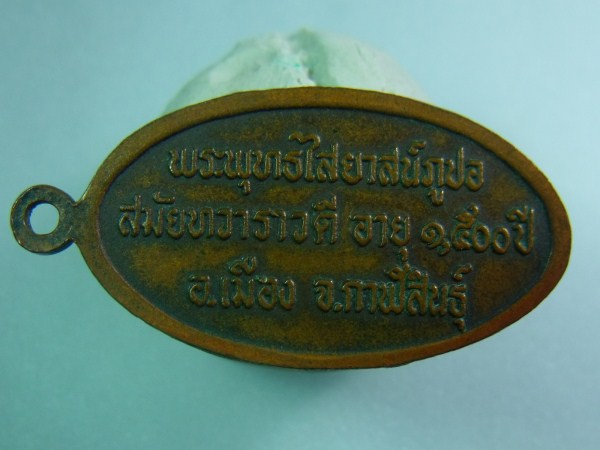 พระพุทธไสยาสน์ภูปอ
สมัยทวาราวดี อายุ ๑,๕๐๐ปี
อ.เมือง จ.กาฬสินธุ์